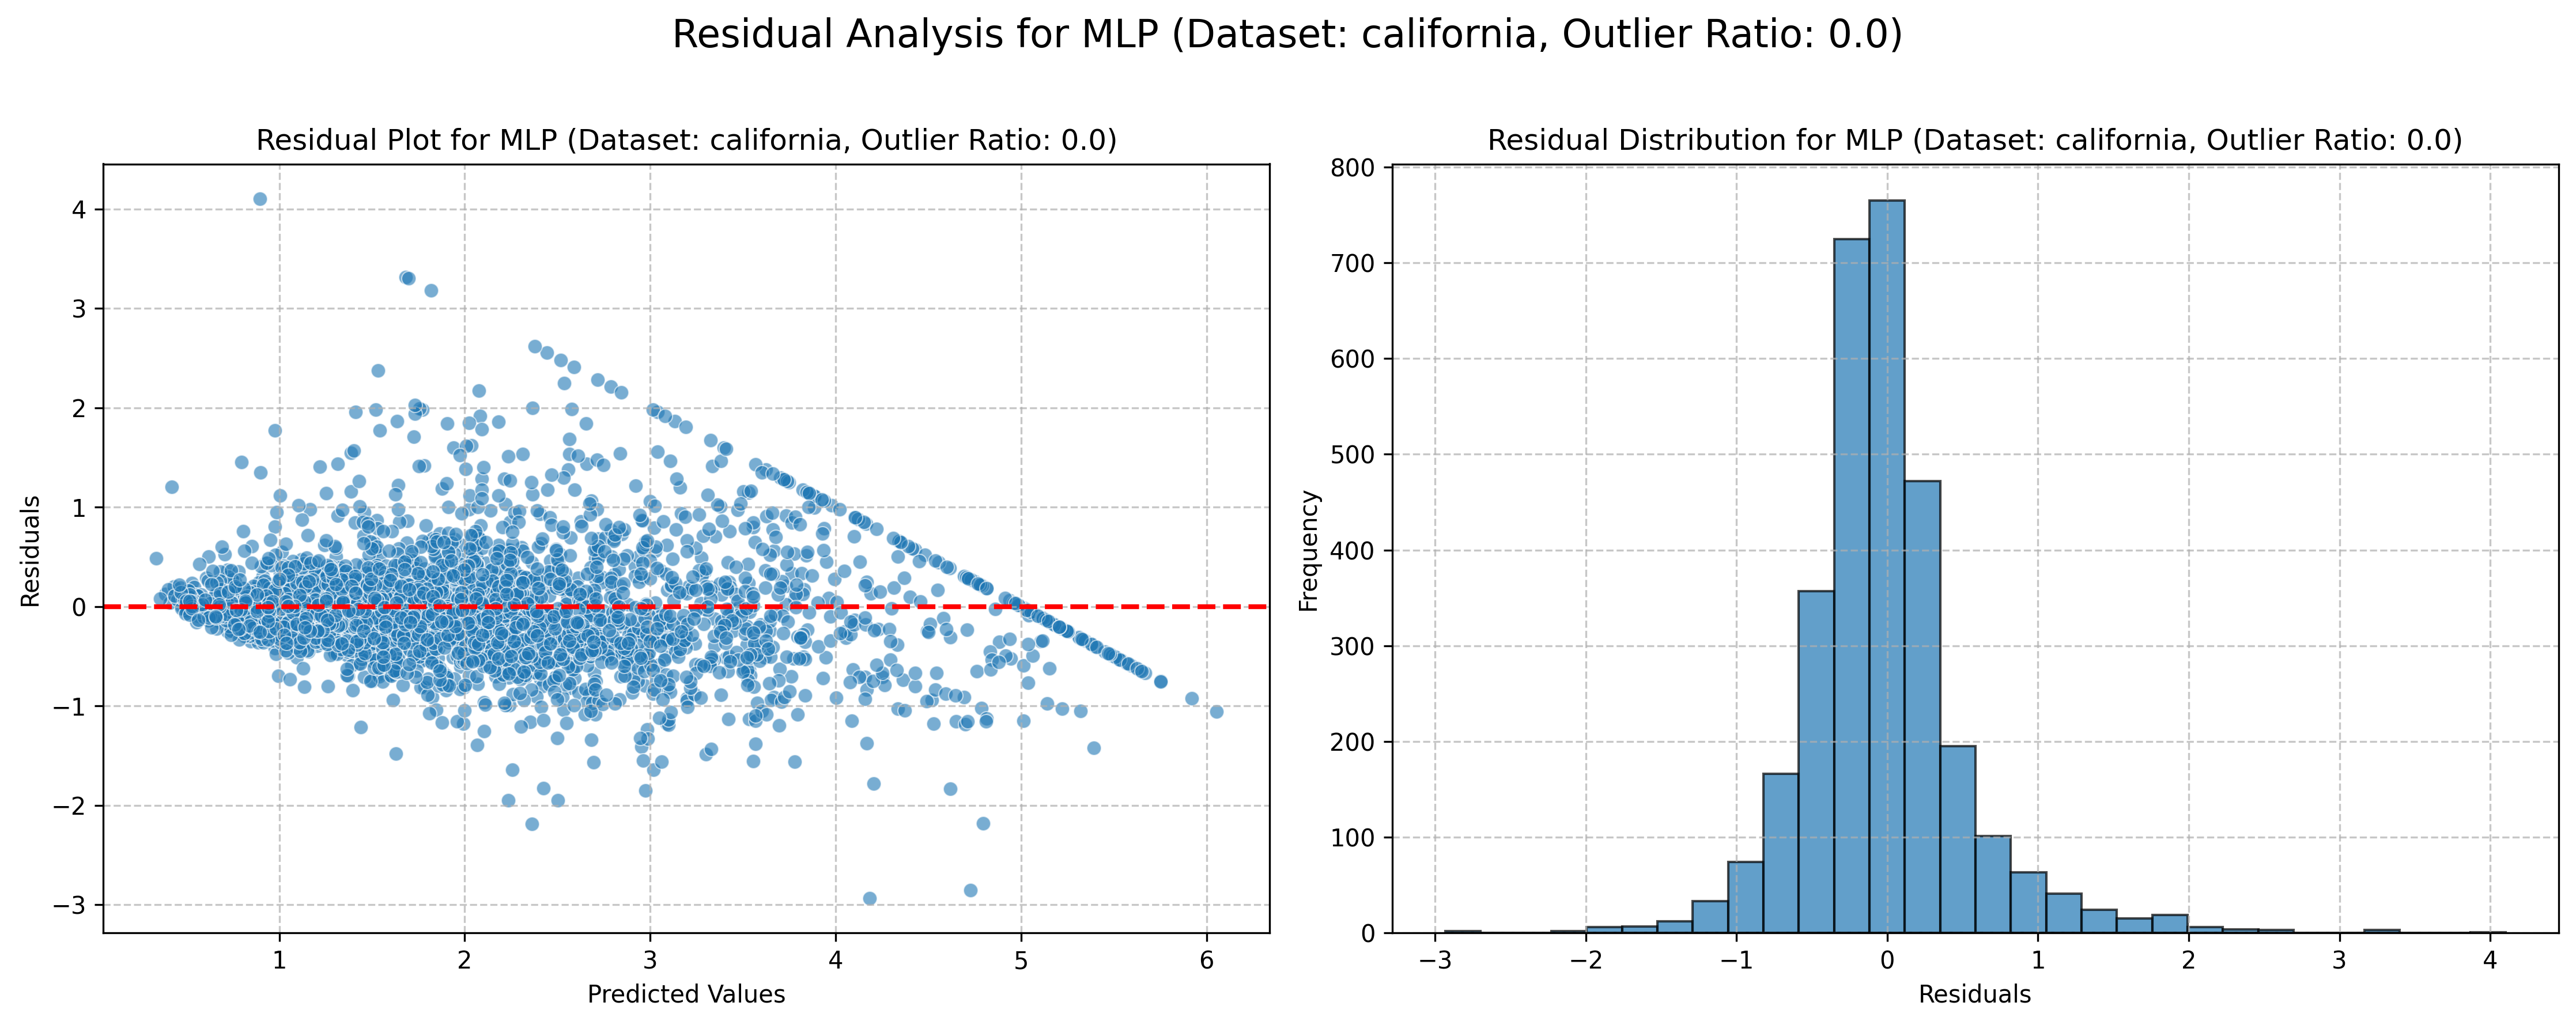 Residual Analysis for MLP (Dataset: california, Outlier Ratio: 0.0)
Residual Plot for MLP (Dataset: california, Outlier Ratio: 0.0)
4
3
2
1
0
−1
−2
−3
Residuals
1 2 3 4 5 6
Predicted Values
Residual Distribution for MLP (Dataset: california, Outlier Ratio: 0.0)
800
700
600
500
400
300
200
100
0
Frequency
−3 −2 −1 0 1 2 3 4
Residuals